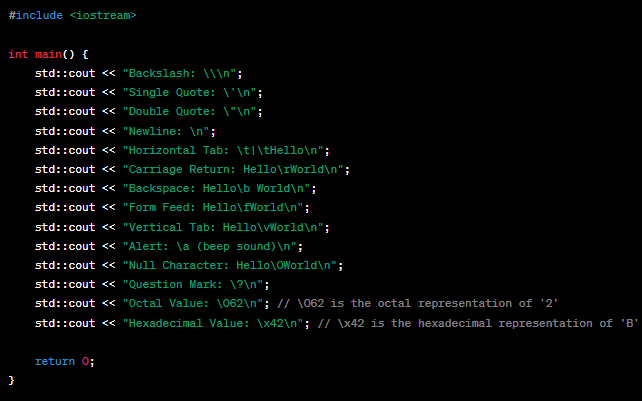 #include <iostream>
int main() {
std::cout << "Backslash: \\\n";
std::cout << "Single Quote: \'\n";
std::cout << "Double Quote: \"\n";
std::cout << "Newline: \n";
std::cout << "Horizontal Tab: \t|\tHello\n";
std::cout << "Carriage Return: Hello\rWorld\n";
std::cout << "Backspace: Hello\b World\n";
std::cout << "Form Feed: Hello\fWorld\n";
std::cout << "Vertical Tab: Hello\vWorld\n";
std::cout << "Alert: \a (beep sound)\n";
std::cout << "Null Character: Hello\0World\n";
std::cout << "Question Mark: \?\n";
std::cout << "Octal Value: \062\n"; // \062 is the octal representation of '2'
std::cout << "Hexadecimal Value: \x42\n"; // \x42 is the hexadecimal representation of 'B'
return 0;
}